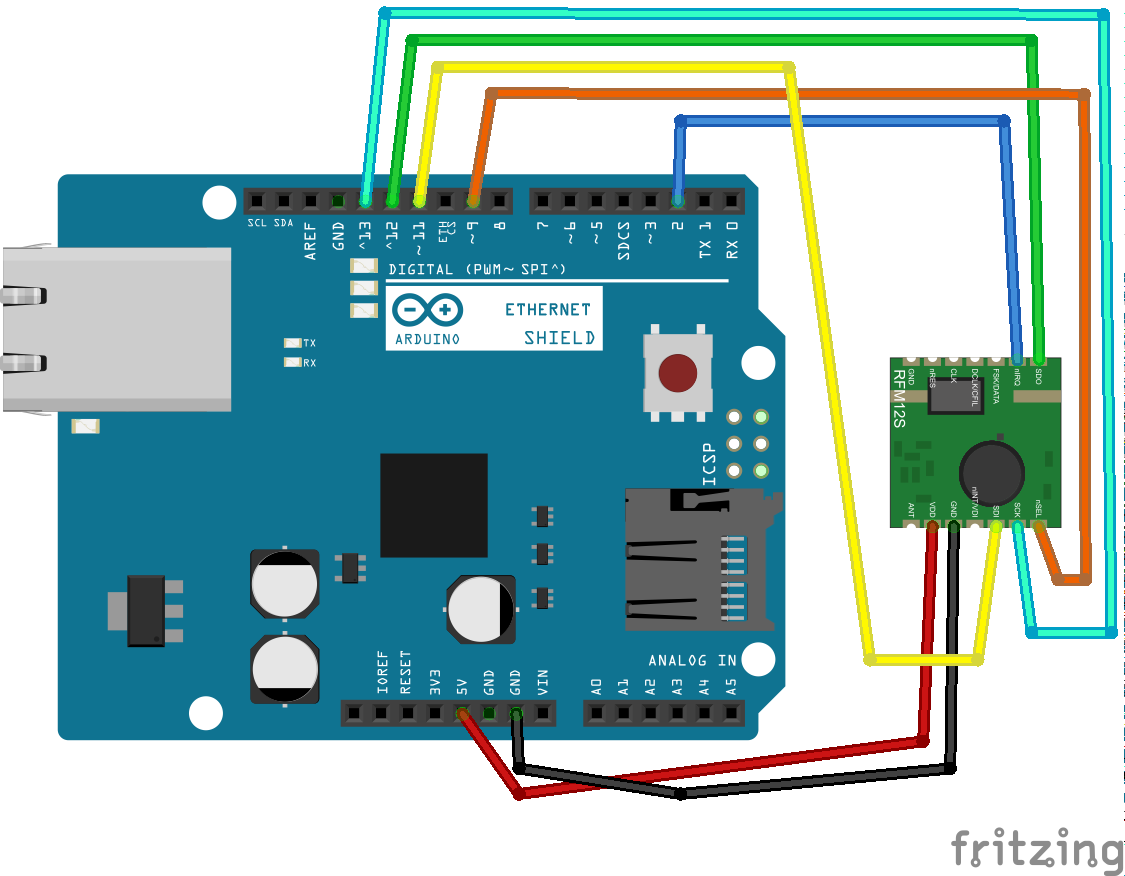 SCL SDA AREF GND ^13 ^12 ~11 ETH CS ~9 8 7 ~6 ~5 SDCS ~3 2 TX 1 RX 0
DIGITAL (PWM~ SPI^)
ETHERNET
SHIELD
ARDUINO
TX
RX
ICSP
GND nRES CLK DCLK/CFIL FSK/DATA nIRQ SDO
RFM12S
ANT VDD GND nINT/VDI SDI SCK nSEL
ANALOG IN
IOREF RESET 3V3 5V GND GND VIN A0 A1 A2 A3 A4 A5
fritzing